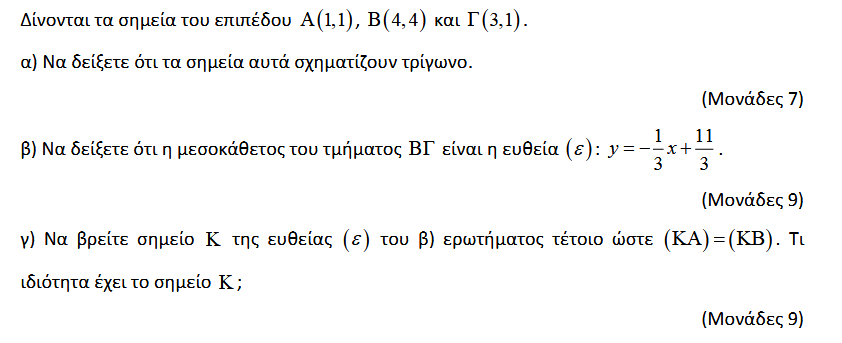 Δίνονται τα σημεία του επιπέδου Α(1,1), Β(4,4) και Γ(3,1).
α) Να δείξετε ότι τα σημεία αυτά σχηματίζουν τρίγωνο.
(Μονάδες 7)
β) Να δείξετε ότι η μεσοκάθετος του τμήματος ΒΓ είναι η ευθεία (ε): y = -1/3 x + 11/3 .
(Μονάδες 9)
γ) Να βρείτε σημείο Κ της ευθείας (ε) του β) ερωτήματος τέτοιο ώστε (ΚΑ)=(ΚΒ). Τι
ιδιότητα έχει το σημείο Κ;
(Μονάδες 9)